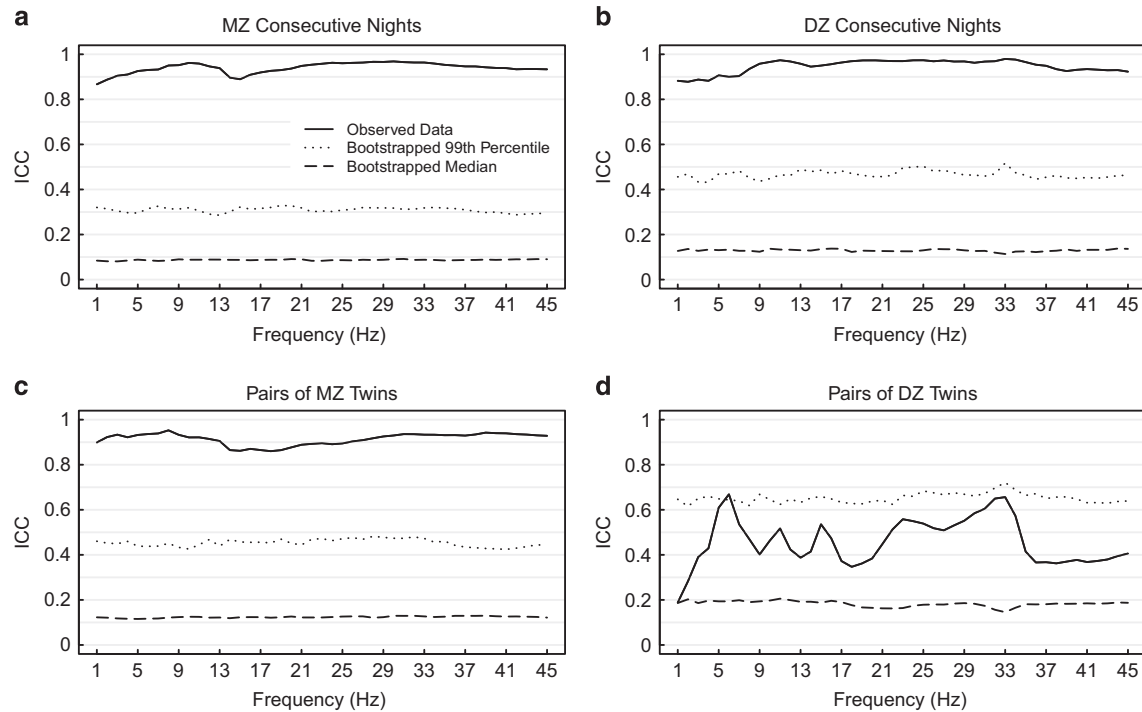 a
MZ Consecutive Nights
ICC
1
0.8
0.6
0.4
0.2
0
Observed Data
Bootstrapped 99th Percentile
Bootstrapped Median
1 5 9 13 17 21 25 29 33 37 41 45
Frequency (Hz)
b
DZ Consecutive Nights
ICC
1
0.8
0.6
0.4
0.2
0
1 5 9 13 17 21 25 29 33 37 41 45
Frequency (Hz)
c
Pairs of MZ Twins
ICC
1
0.8
0.6
0.4
0.2
0
1 5 9 13 17 21 25 29 33 37 41 45
Frequency (Hz)
d
Pairs of DZ Twins
ICC
1
0.8
0.6
0.4
0.2
0
1 5 9 13 17 21 25 29 33 37 41 45
Frequency (Hz)